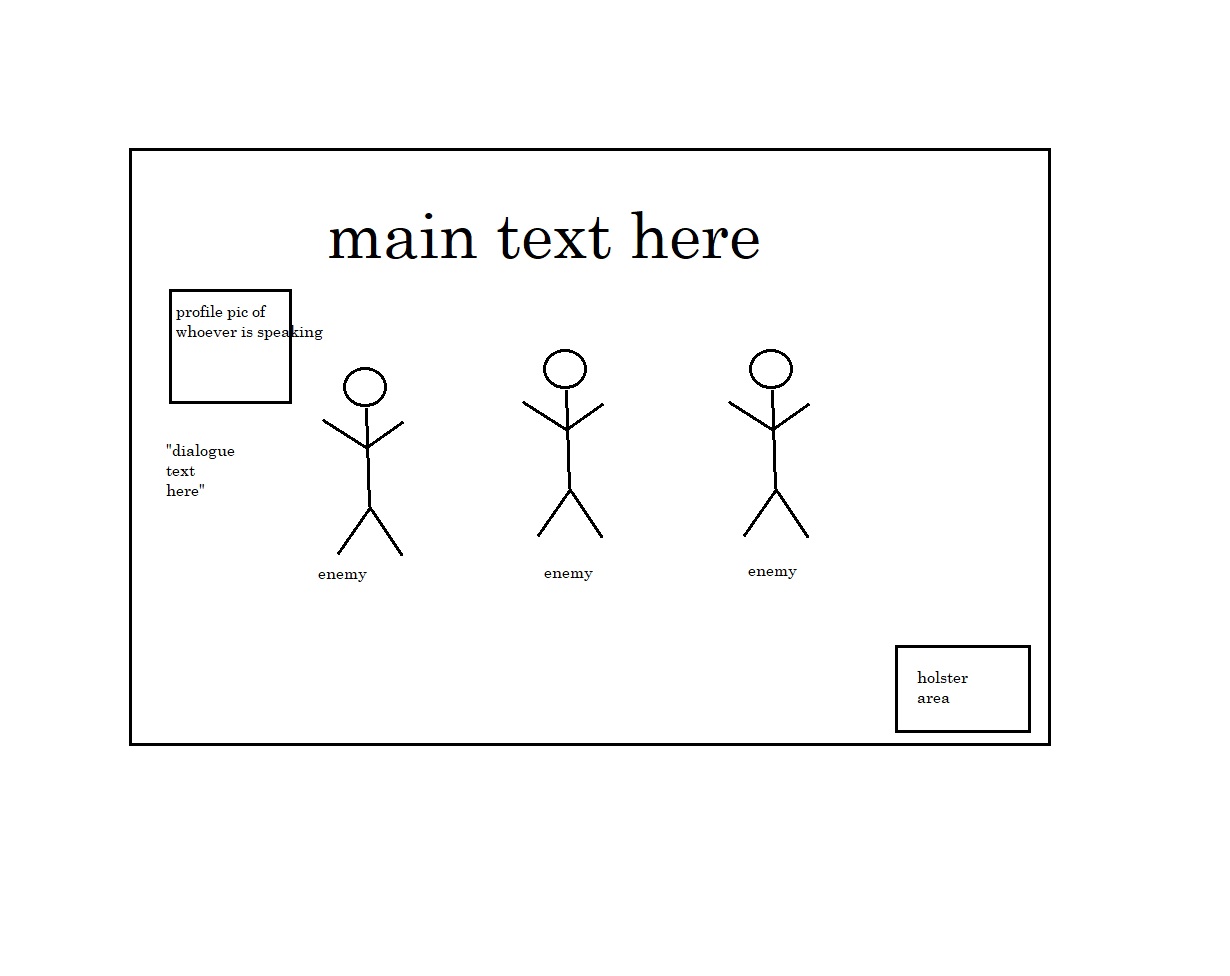 main text here
profile pic of
whoever is speaking
"dialogue
text
here"
enemy
enemy
enemy
holster
area